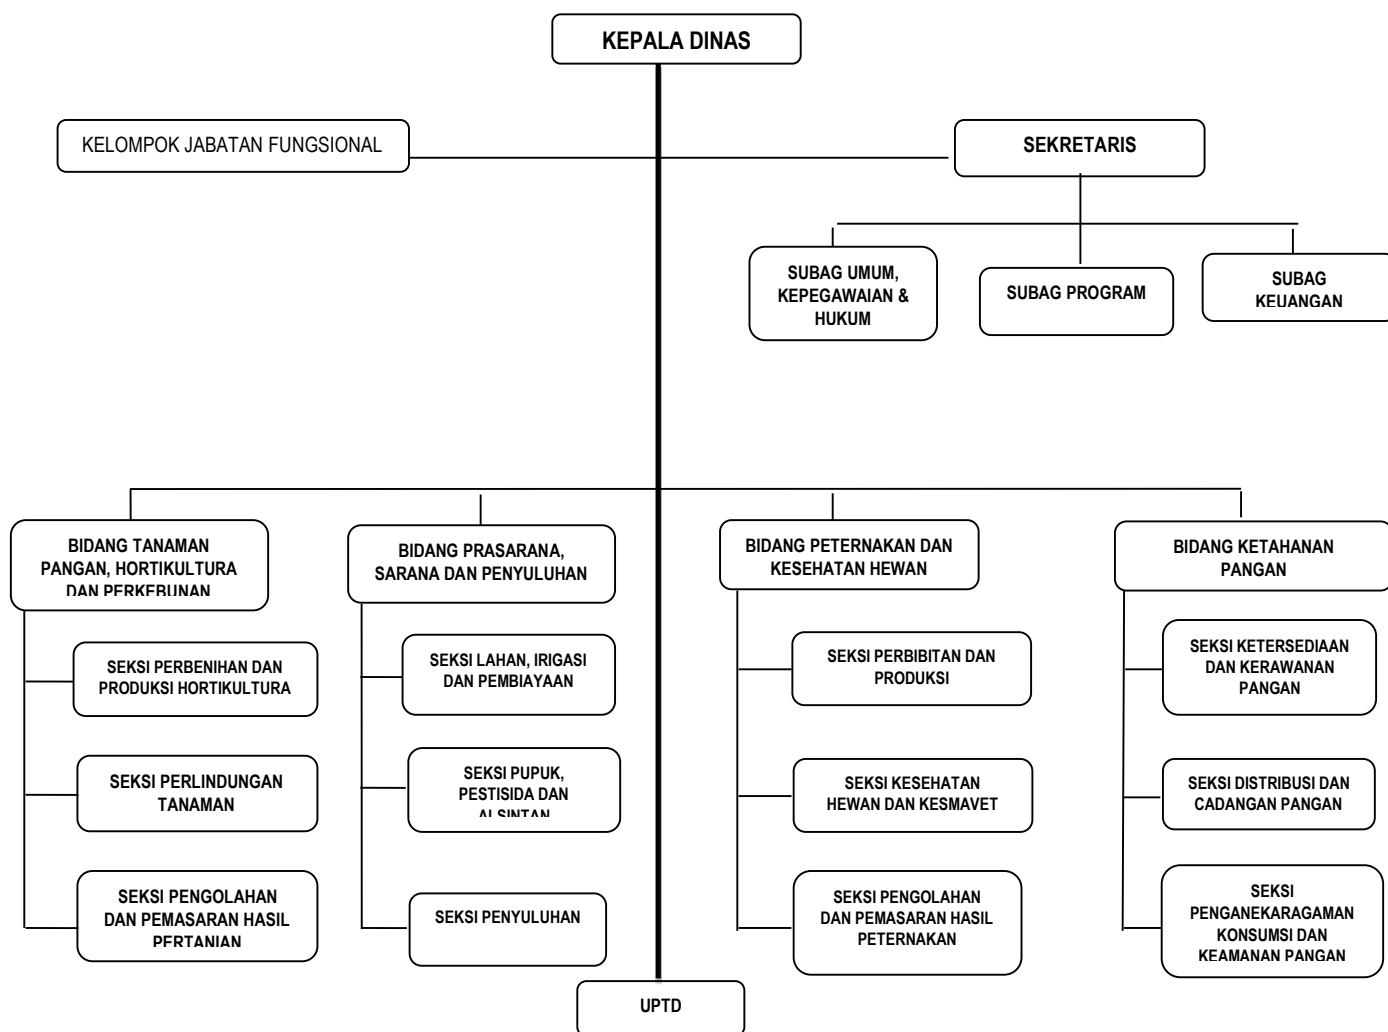 KEPALA DINAS
KELOMPOK JABATAN FUNGSIONAL
SEKRETARIS
SUBAG UMUM,
KEPEGAWAIAN &
HUKUM
SUBAG PROGRAM
SUBAG
KEUANGAN
BIDANG TANAMAN
PANGAN, HORTIKULTURA
DAN PERKEBUNAN
BIDANG PRASARANA,
SARANA DAN PENYULUHAN
BIDANG PETERNAKAN DAN
KESEHATAN HEWAN
BIDANG KETAHANAN
PANGAN
SEKSI PERBENIHAN DAN
PRODUKSI HORTIKULTURA
SEKSI LAHAN, IRIGASI
DAN PEMBIAYAAN
SEKSI PERBIBITAN DAN
PRODUKSI
SEKSI KETERSEDIAAN
DAN KERAWANAN
PANGAN
SEKSI PERLINDUNGAN
TANAMAN
SEKSI PUPUK,
PESTISIDA DAN
ALSINTAN
SEKSI KESEHATAN
HEWAN DAN KESMAVET
SEKSI DISTRIBUSI DAN
CADANGAN PANGAN
SEKSI PENGOLAHAN
DAN PEMASARAN HASIL
PERTANIAN
SEKSI PENYULUHAN
SEKSI PENGOLAHAN
DAN PEMASARAN HASIL
PETERNAKAN
SEKSI
PENGANEKARAGAMAN
KONSUMSI DAN
KEAMANAN PANGAN
UPTD